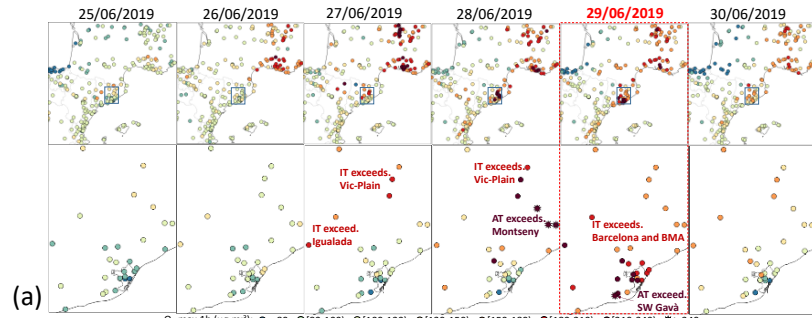 25/06/2019 26/06/2019 27/06/2019 28/06/2019 29/06/2019 30/06/2019
IT exceeds.
Vic-Plain
IT exceed.
Igualada
IT exceeds.
Vic-Plain
AT exceeds.
Montseny
IT exceeds.
Barcelona and BMA
AT exceed.
SW Gavà
(a)